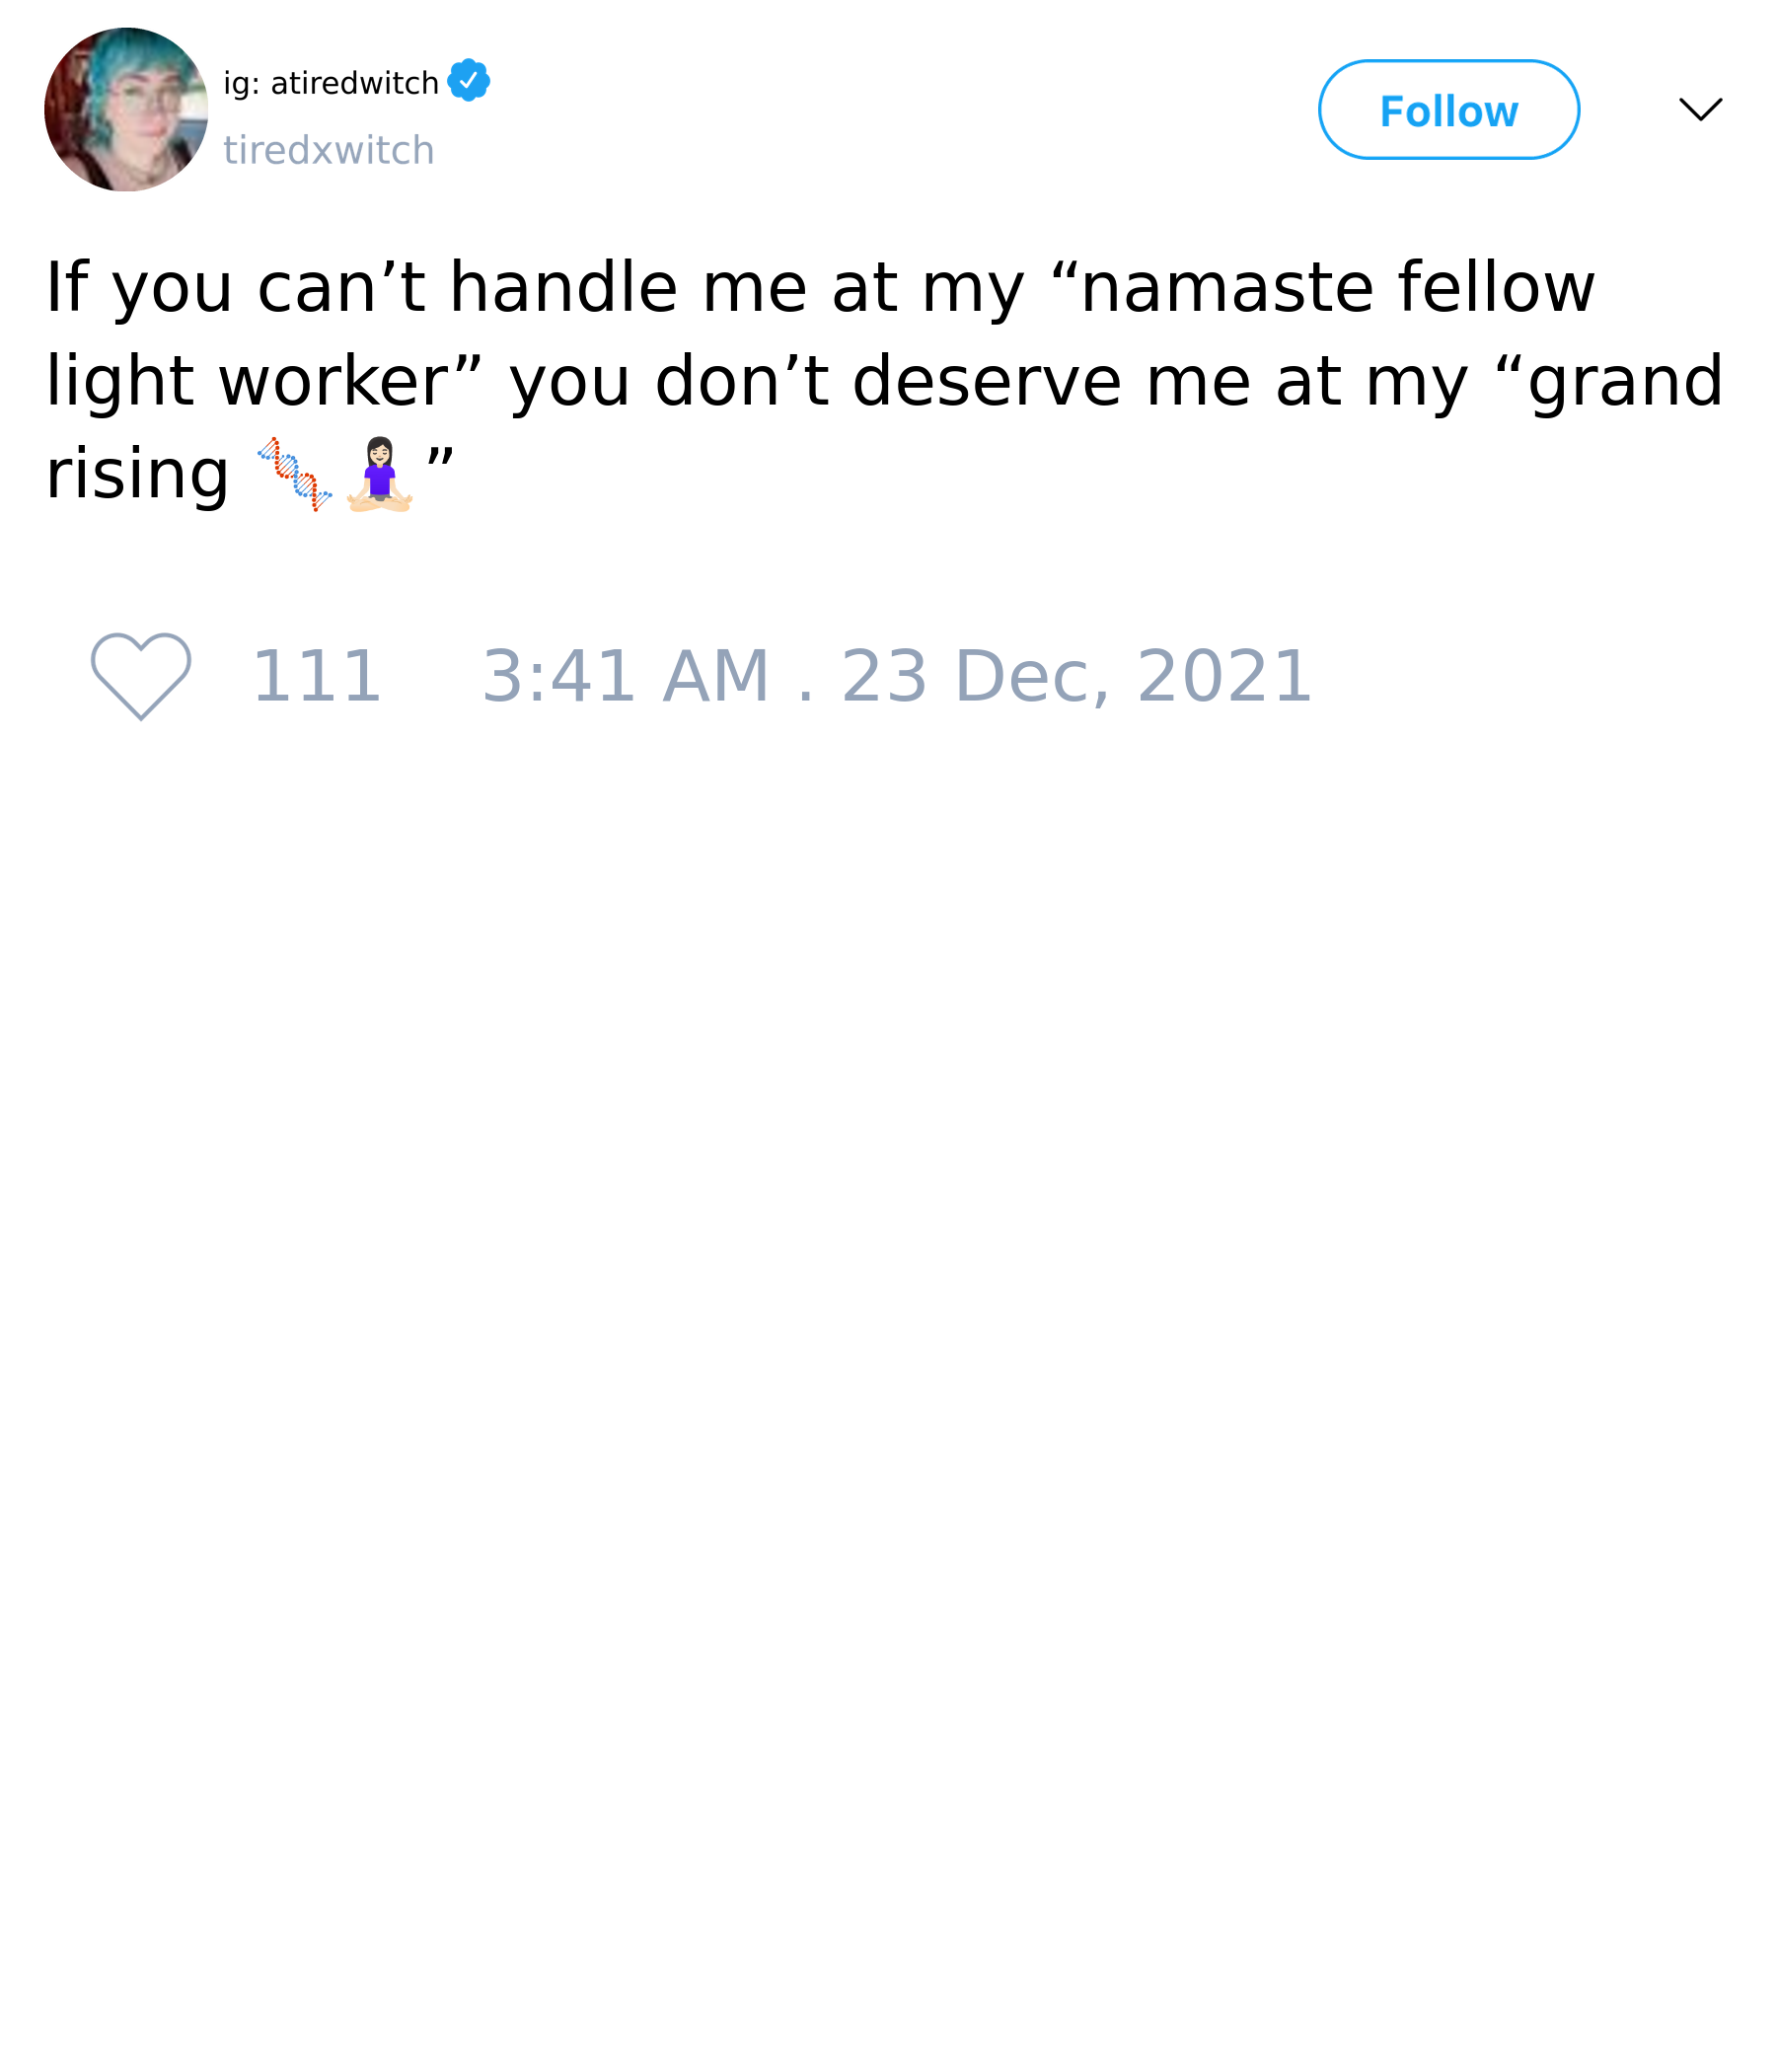 ig: atiredwitch
tiredxwitch
Follow
If you can’t handle me at my “namaste fellow
light worker” you don’t deserve me at my “grand
rising 🧬🧘🏻‍♀️”
111 3:41 AM . 23 Dec, 2021